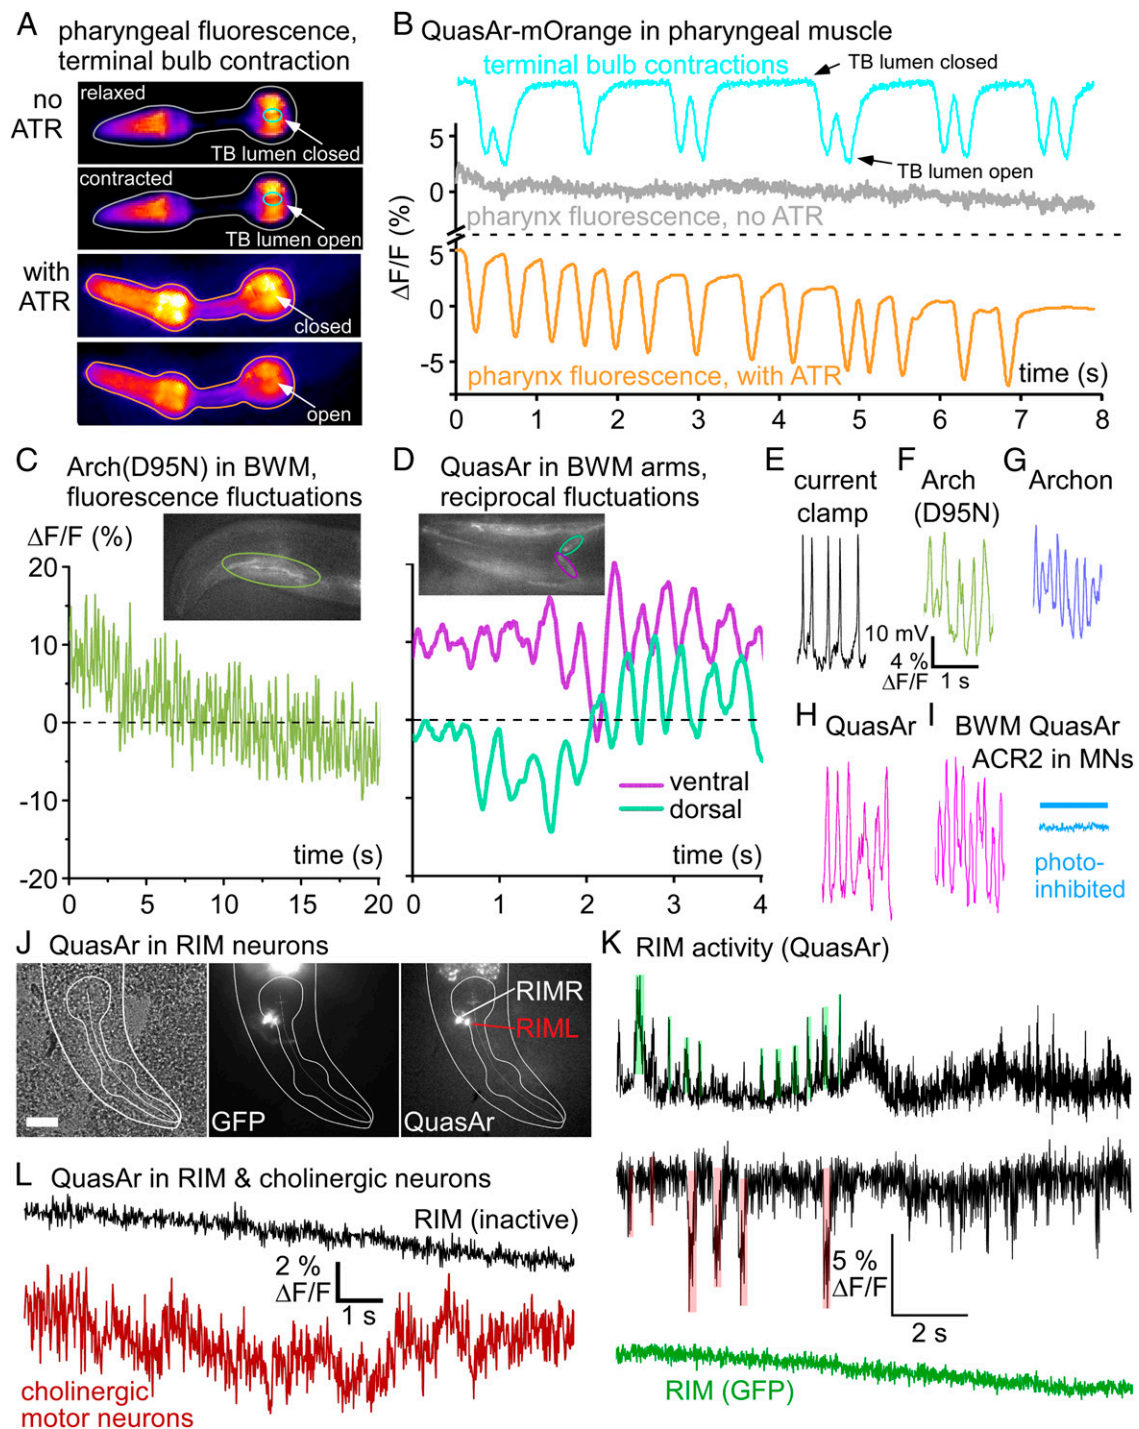 A pharyngeal fluorescence,
terminal bulb contraction
no
ATR
relaxed
TB lumen closed
contracted
TB lumen open
with
ATR
closed
open
B QuasAr-mOrange in pharyngeal muscle
terminal bulb contractions
TB lumen closed
TB lumen open
5
0
pharynx fluorescence, no ATR
ΔF/F (%)
5
0
-5
pharynx fluorescence, with ATR
time (s)
0 1 2 3 4 5 6 7 8
C Arch(D95N) in BWM,
fluorescence fluctuations
ΔF/F (%)
20
10
0
-10
-20
time (s)
0 5 10 15 20
D QuasAr in BWM arms,
reciprocal fluctuations
ventral
dorsal
time (s)
0 1 2 3 4
E
current
clamp
F
Arch
(D95N)
G
Archon
10 mV
4 %
ΔF/F
1 s
H QuasAr
I BWM QuasAr
ACR2 in MNs
photo-
inhibited
J QuasAr in RIM neurons
GFP
RIMR
RIML
QuasAr
K RIM activity (QuasAr)
5 %
ΔF/F
2 s
RIM (GFP)
L QuasAr in RIM & cholinergic neurons
RIM (inactive)
2 %
ΔF/F
1 s
cholinergic
motor neurons